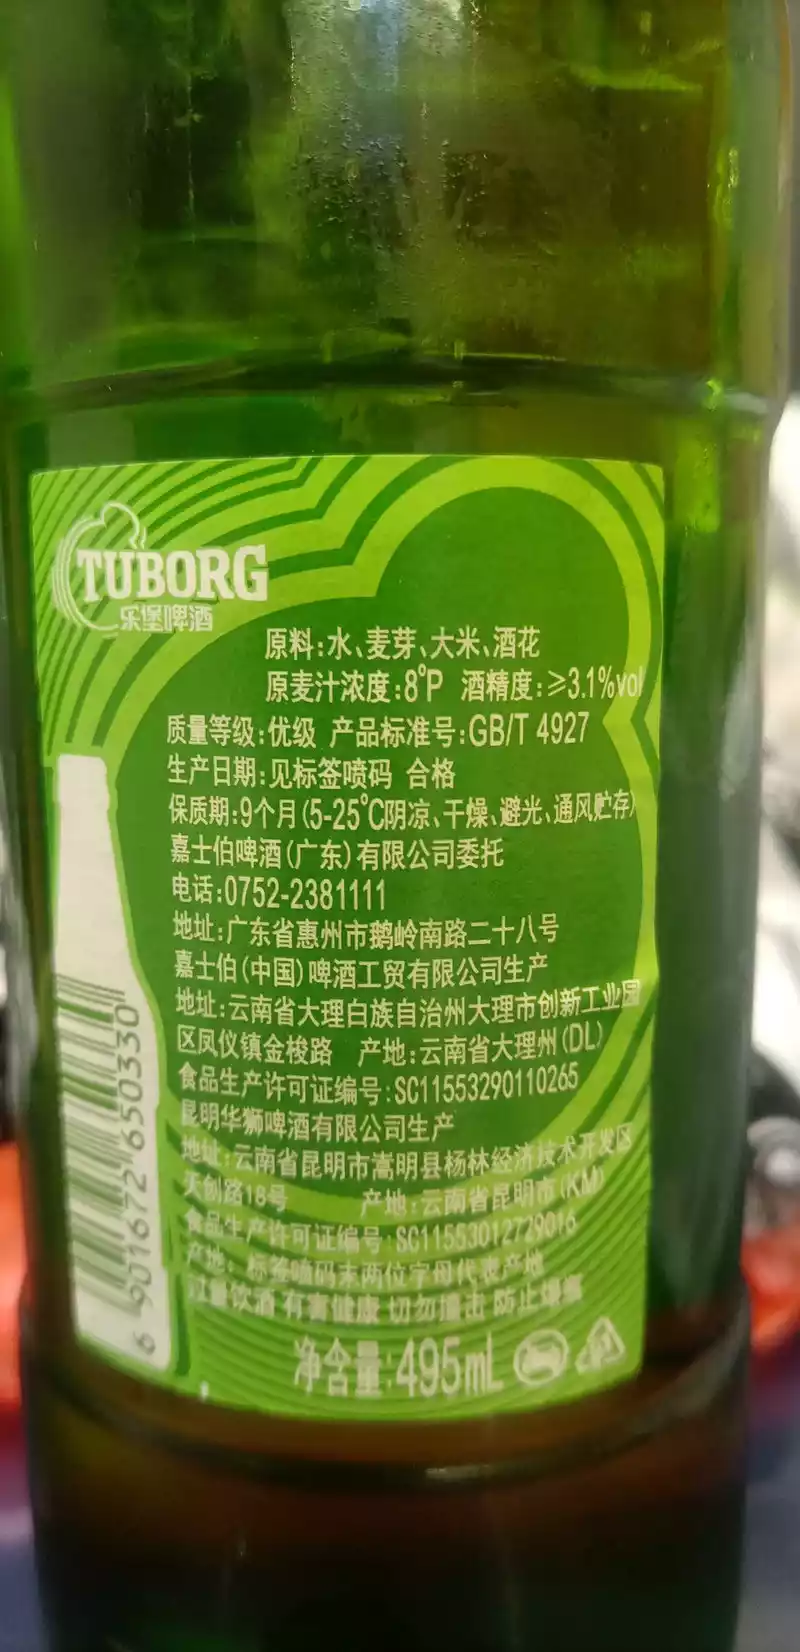 TUBORG
乐堡啤酒
原料:水、麦芽、大米、酒花
原麦汁浓度:8°P 酒精度:≥3.1%vol
质量等级:优级 产品标准号:GB/T 4927
生产日期:见标签喷码 合格
保质期:9个月(5-25°C阴凉、干燥、避光、通风贮存)
嘉士伯啤酒(广东)有限公司委托
电话:0752-2381111
地址:广东省惠州市鹅岭南路二十八号
嘉士伯(中国)啤酒工贸有限公司生产
地址:云南省大理白族自治州大理市创新工业园
区凤仪镇金梭路 产地:云南省大理州(DL)
食品生产许可证编号:SC11553290110265
昆明华狮啤酒有限公司生产
地址:云南省昆明市嵩明县杨林经济技术开发区
天创路18号 产地:云南省昆明市(KM)
食品生产许可证编号:SC11553012729016
产地:标签喷码末两位字母代表产地
过量饮酒 有害健康 切勿撞击 防止爆瓶
净含量:495mL
6 901672 650330